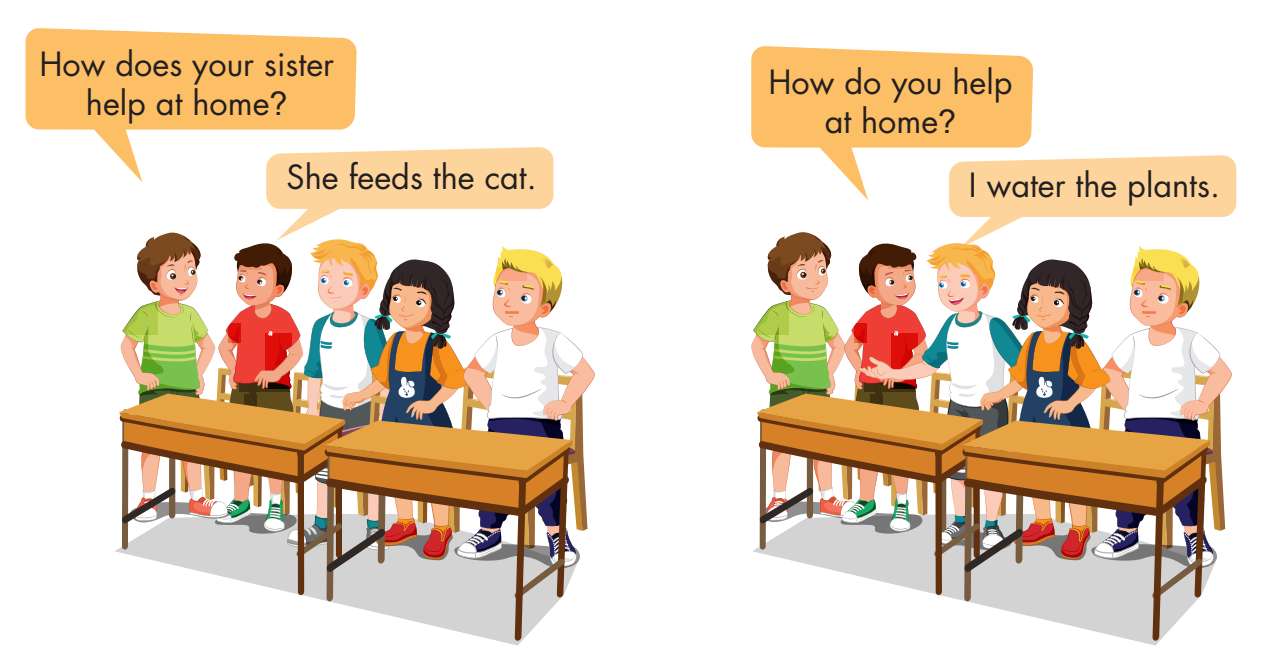 How does your sister
help at home?
She feeds the cat.
How do you help
at home?
I water the plants.